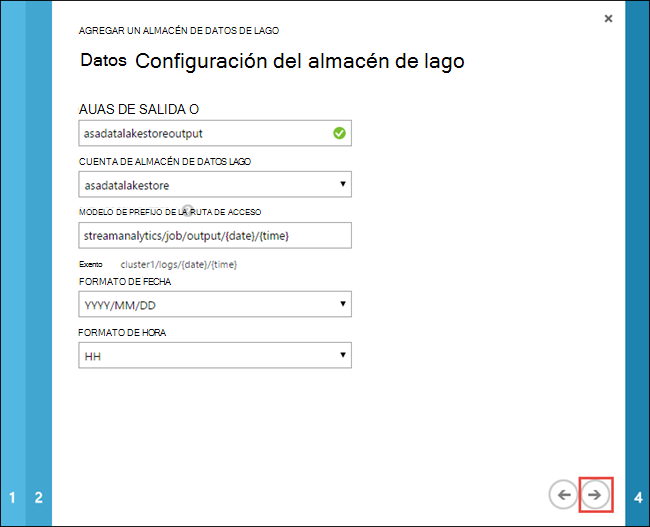 AGREGAR UN ALMACÉN DE DATOS DE LAGO
Datos Configuración del almacén de lago
AUAS DE SALIDA O
asadatalakestoreoutput
CUENTA DE ALMACÉN DE DATOS LAGO
asadatalakestore
MODELO DE PREFIJO DE LA RUTA DE ACCESO
streamanalytics/job/output/{date}/{time}
Exento cluster1/logs/{date}/{time}
FORMATO DE FECHA
YYYY/MM/DD
FORMATO DE HORA
HH
1 2 4